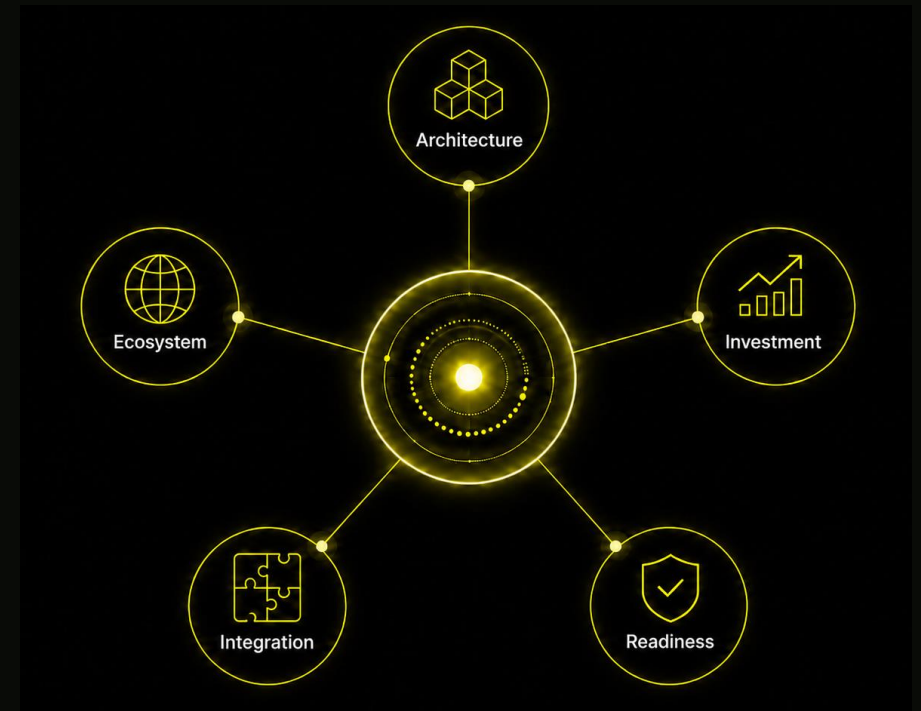 Architecture
Ecosystem
Investment
Integration
Readiness